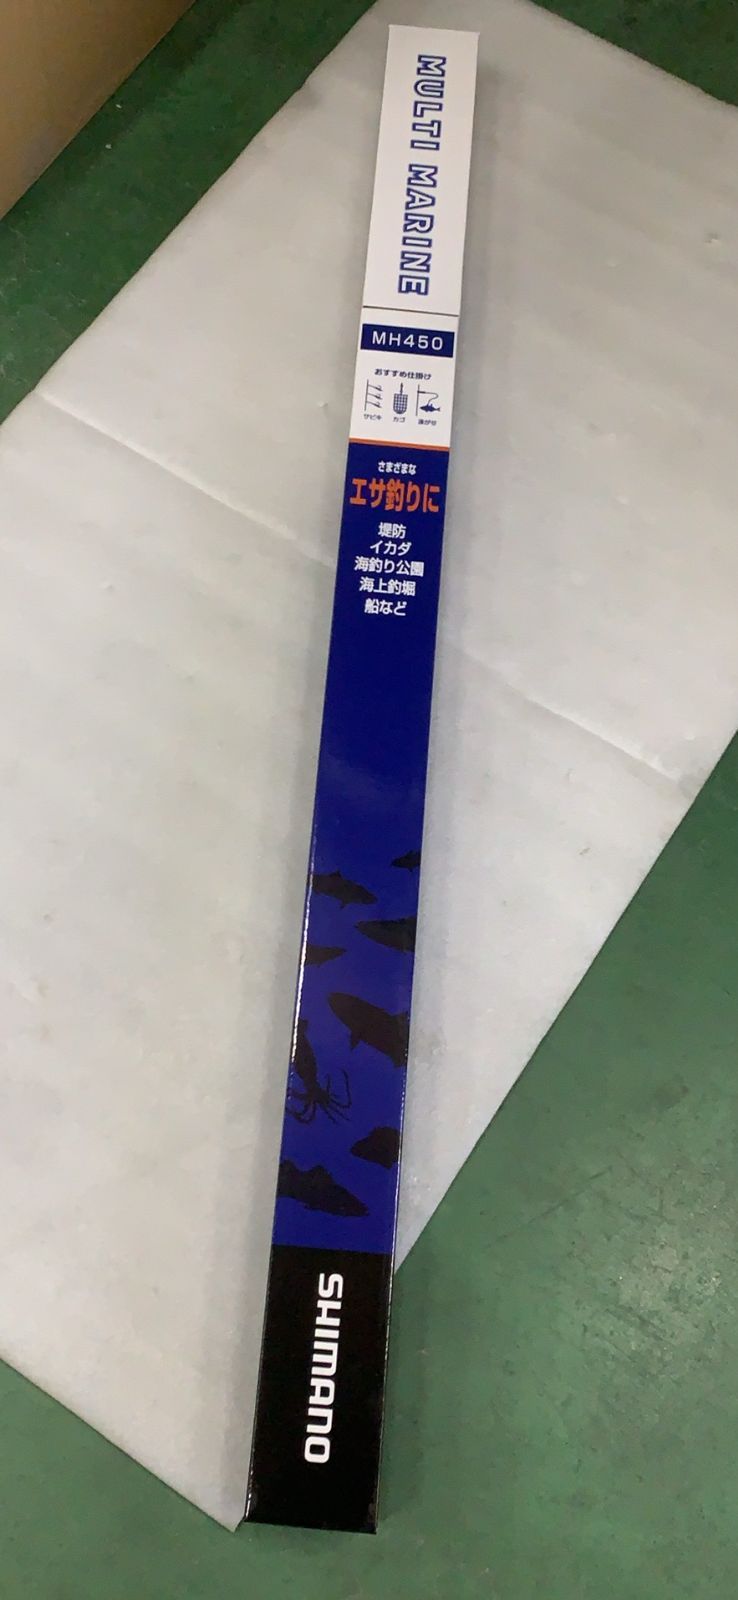 MULTI MARINE
MH450
おすすめ仕掛け
サビキ カゴ 泳がせ
さまざまな
エサ釣りに
堤防
イカダ
海釣り公園
海上釣堀
船など
SHIMANO